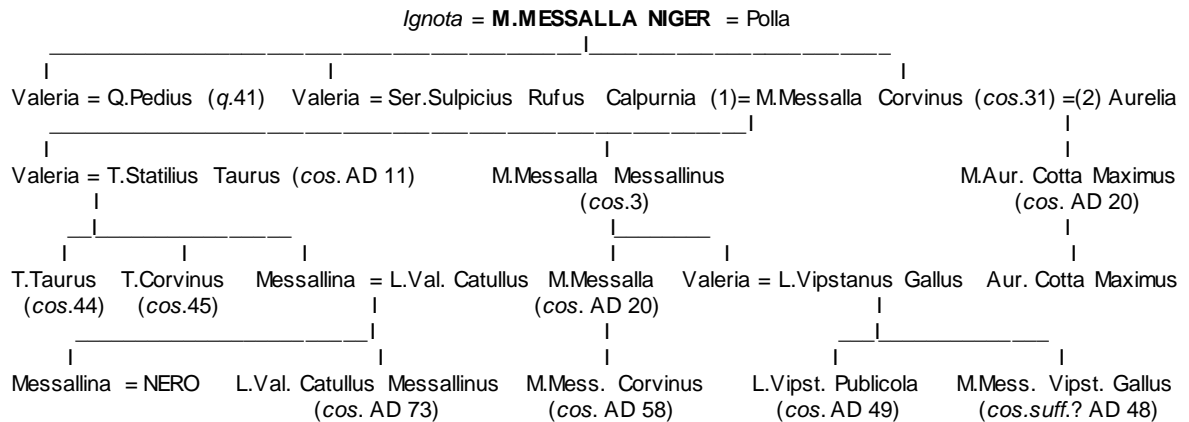 Ignota = M.MESSALLA NIGER = Polla
Valeria = Q.Pedius (q.41) Valeria = Ser.Sulpicius Rufus Calpurnia (1)= M.Messalla Corvinus (cos.31) =(2) Aurelia
Valeria = T.Statilius Taurus (cos. AD 11) M.Messalla Messallinus M.Aur. Cotta Maximus
(cos.3) (cos. AD 20)
T.Taurus T.Corvinus Messallina = L.Val. Catullus M.Messalla Valeria = L.Vipstanus Gallus Aur. Cotta Maximus
(cos.44) (cos.45) (cos. AD 20)
Messallina = NERO L.Val. Catullus Messallinus M.Mess. Corvinus L.Vipst. Publicola M.Mess. Vipst. Gallus
(cos. AD 73) (cos. AD 58) (cos. AD 49) (cos.suff.? AD 48)